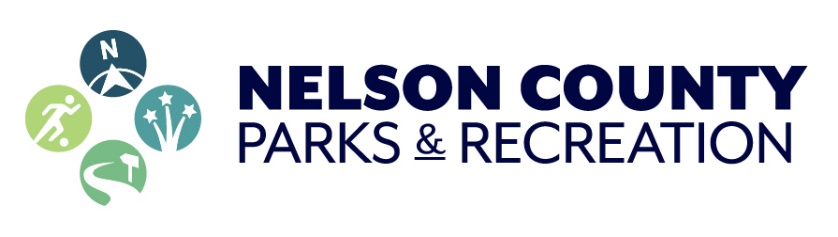 N
NELSON COUNTY
PARKS & RECREATION